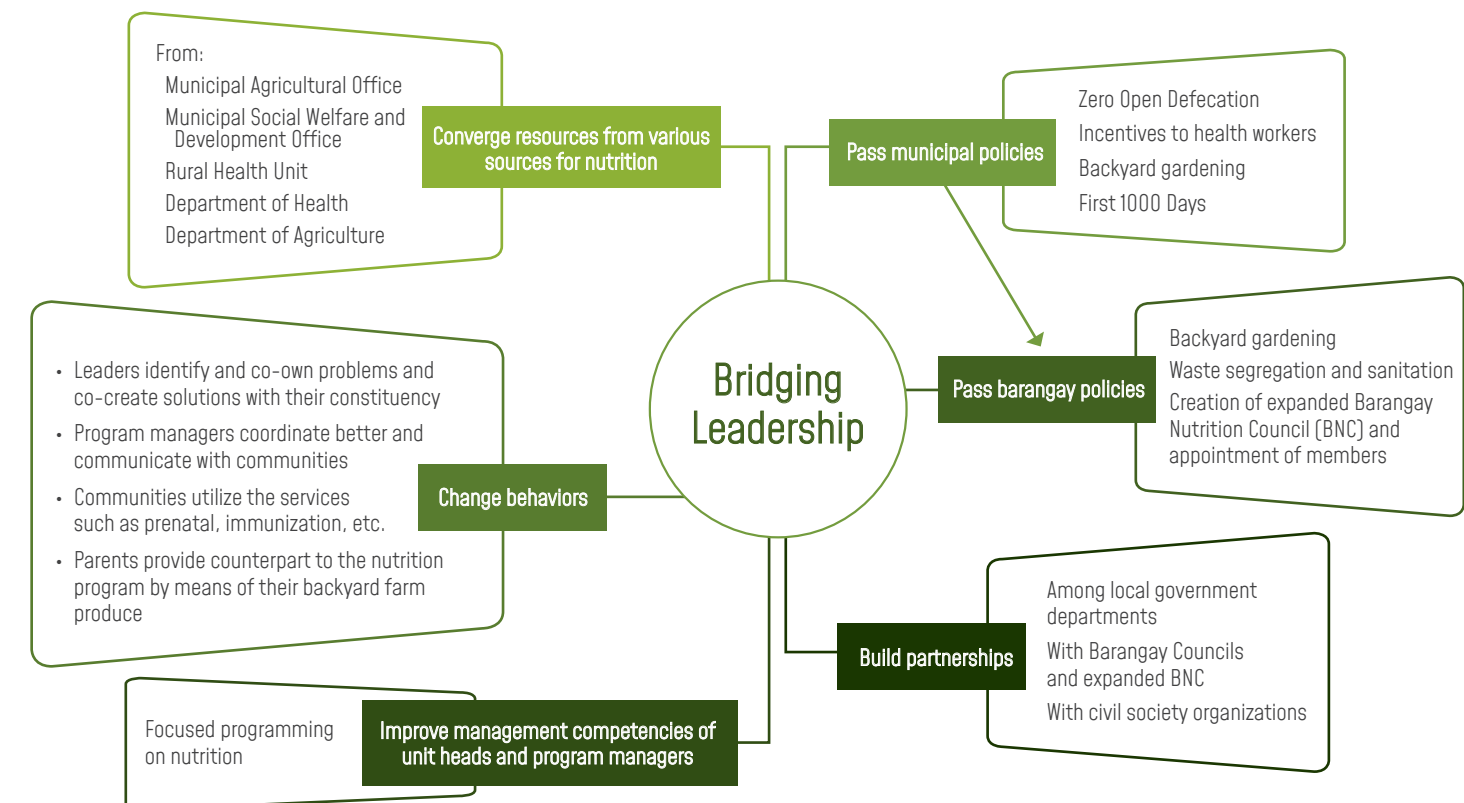 From:
Municipal Agricultural Office
Municipal Social Welfare and
Development Office
Rural Health Unit
Department of Health
Department of Agriculture
Converge resources from various
sources for nutrition
Pass municipal policies
Zero Open Defecation
Incentives to health workers
Backyard gardening
First 1000 Days
Bridging
Leadership
Pass barangay policies
Backyard gardening
Waste segregation and sanitation
Creation of expanded Barangay
Nutrition Council (BNC) and
appointment of members
• Leaders identify and co-own problems and
co-create solutions with their constituency
• Program managers coordinate better and
communicate with communities
• Communities utilize the services
such as prenatal, immunization, etc.
• Parents provide counterpart to the nutrition
program by means of their backyard farm
produce
Change behaviors
Build partnerships
Among local government
departments
With Barangay Councils
and expanded BNC
With civil society organizations
Focused programming
on nutrition
Improve management competencies of
unit heads and program managers